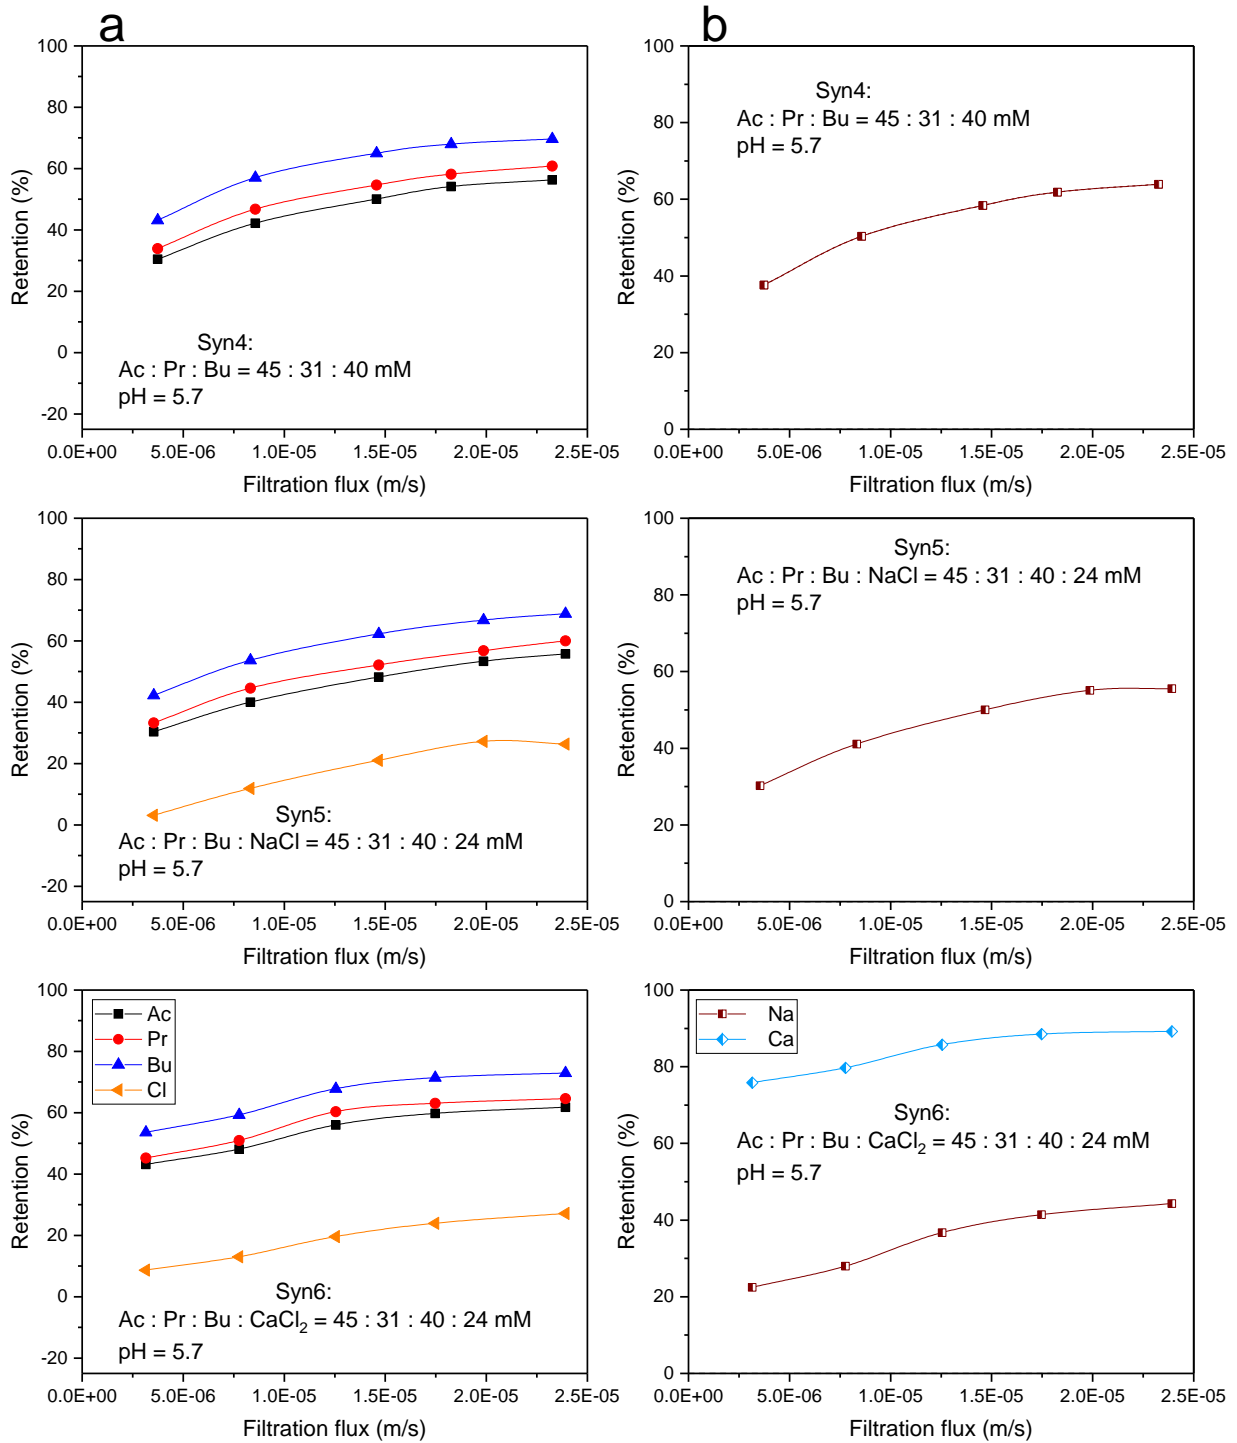 a
100
80
60
40
20
0
-20
Retention (%)
Syn4:
Ac : Pr : Bu = 45 : 31 : 40 mM
pH = 5.7
0.0E+00 5.0E-06 1.0E-05 1.5E-05 2.0E-05 2.5E-05
Filtration flux (m/s)
b
100
80
60
40
20
0
Retention (%)
Syn4:
Ac : Pr : Bu = 45 : 31 : 40 mM
pH = 5.7
0.0E+00 5.0E-06 1.0E-05 1.5E-05 2.0E-05 2.5E-05
Filtration flux (m/s)
100
80
60
40
20
0
-20
Retention (%)
Syn5:
Ac : Pr : Bu : NaCl = 45 : 31 : 40 : 24 mM
pH = 5.7
0.0E+00 5.0E-06 1.0E-05 1.5E-05 2.0E-05 2.5E-05
Filtration flux (m/s)
100
80
60
40
20
0
Retention (%)
Syn5:
Ac : Pr : Bu : NaCl = 45 : 31 : 40 : 24 mM
pH = 5.7
0.0E+00 5.0E-06 1.0E-05 1.5E-05 2.0E-05 2.5E-05
Filtration flux (m/s)
100
80
60
40
20
0
-20
Retention (%)
Ac
Pr
Bu
Cl
Syn6:
Ac : Pr : Bu : CaCl₂ = 45 : 31 : 40 : 24 mM
pH = 5.7
0.0E+00 5.0E-06 1.0E-05 1.5E-05 2.0E-05 2.5E-05
Filtration flux (m/s)
100
80
60
40
20
0
Retention (%)
Na
Ca
Syn6:
Ac : Pr : Bu : CaCl₂ = 45 : 31 : 40 : 24 mM
pH = 5.7
0.0E+00 5.0E-06 1.0E-05 1.5E-05 2.0E-05 2.5E-05
Filtration flux (m/s)